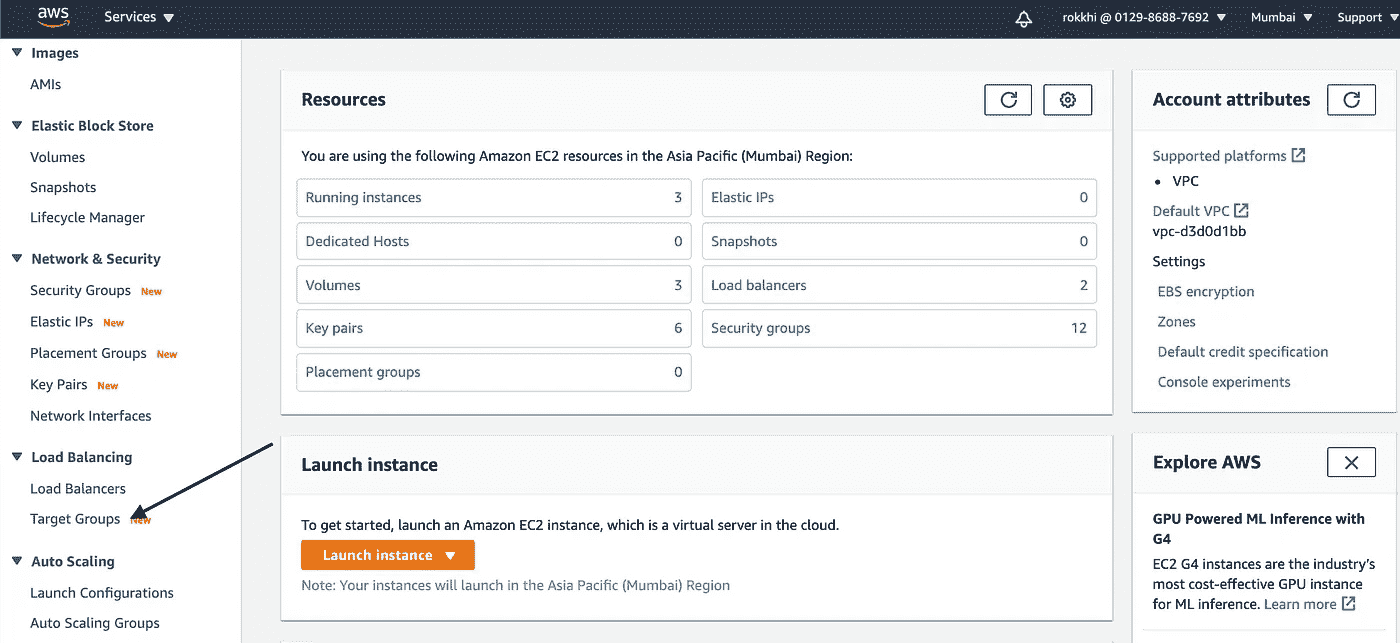 aws
Services
rokkhi @ 0129-8688-7692
Mumbai
Support
Images
AMIs
Elastic Block Store
Volumes
Snapshots
Lifecycle Manager
Network & Security
Security Groups New
Elastic IPs New
Placement Groups New
Key Pairs New
Network Interfaces
Load Balancing
Load Balancers
Target Groups New
Auto Scaling
Launch Configurations
Auto Scaling Groups
Resources
You are using the following Amazon EC2 resources in the Asia Pacific (Mumbai) Region:
Running instances 3
Elastic IPs 0
Dedicated Hosts 0
Snapshots 0
Volumes 3
Load balancers 2
Key pairs 6
Security groups 12
Placement groups 0
Launch instance
To get started, launch an Amazon EC2 instance, which is a virtual server in the cloud.
Launch instance
Note: Your instances will launch in the Asia Pacific (Mumbai) Region
Account attributes
Supported platforms
• VPC
Default VPC
vpc-d3d0d1bb
Settings
EBS encryption
Zones
Default credit specification
Console experiments
Explore AWS
GPU Powered ML Inference with
G4
EC2 G4 instances are the industry's
most cost-effective GPU instance
for ML inference. Learn more